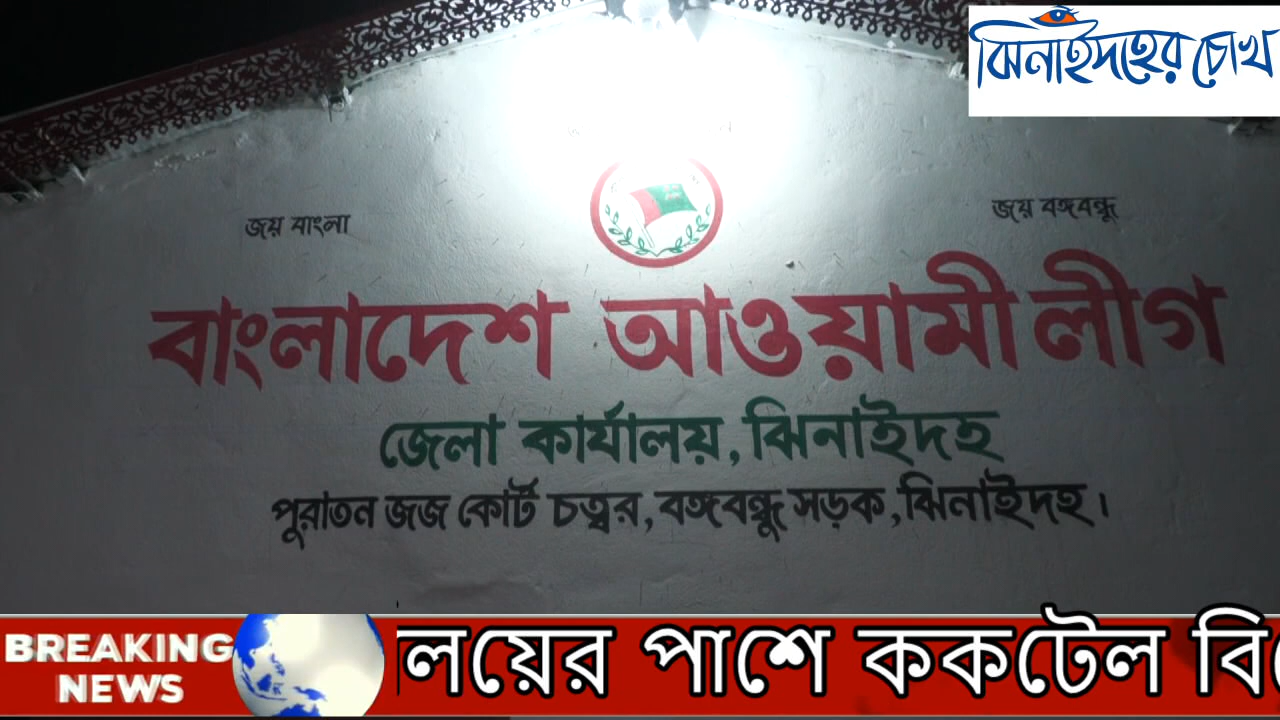 ঝিনাইদহের চোখ
জয় বাংলা
জয় বঙ্গবন্ধু
বাংলাদেশ আওয়ামী লীগ
জেলা কার্যালয়, ঝিনাইদহ
পুরাতন জজ কোর্ট চত্বর, বঙ্গবন্ধু সড়ক, ঝিনাইদহ।
BREAKING
NEWS
লয়ের পাশে ককটেল